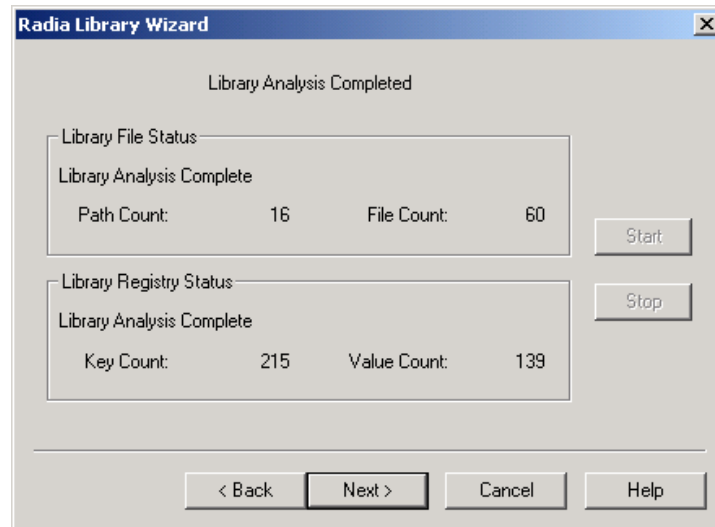 Radia Library Wizard
Library Analysis Completed
Library File Status
Library Analysis Complete
Path Count: 16 File Count: 60
Start
Library Registry Status
Stop
Library Analysis Complete
Key Count: 215 Value Count: 139
< Back Next > Cancel Help